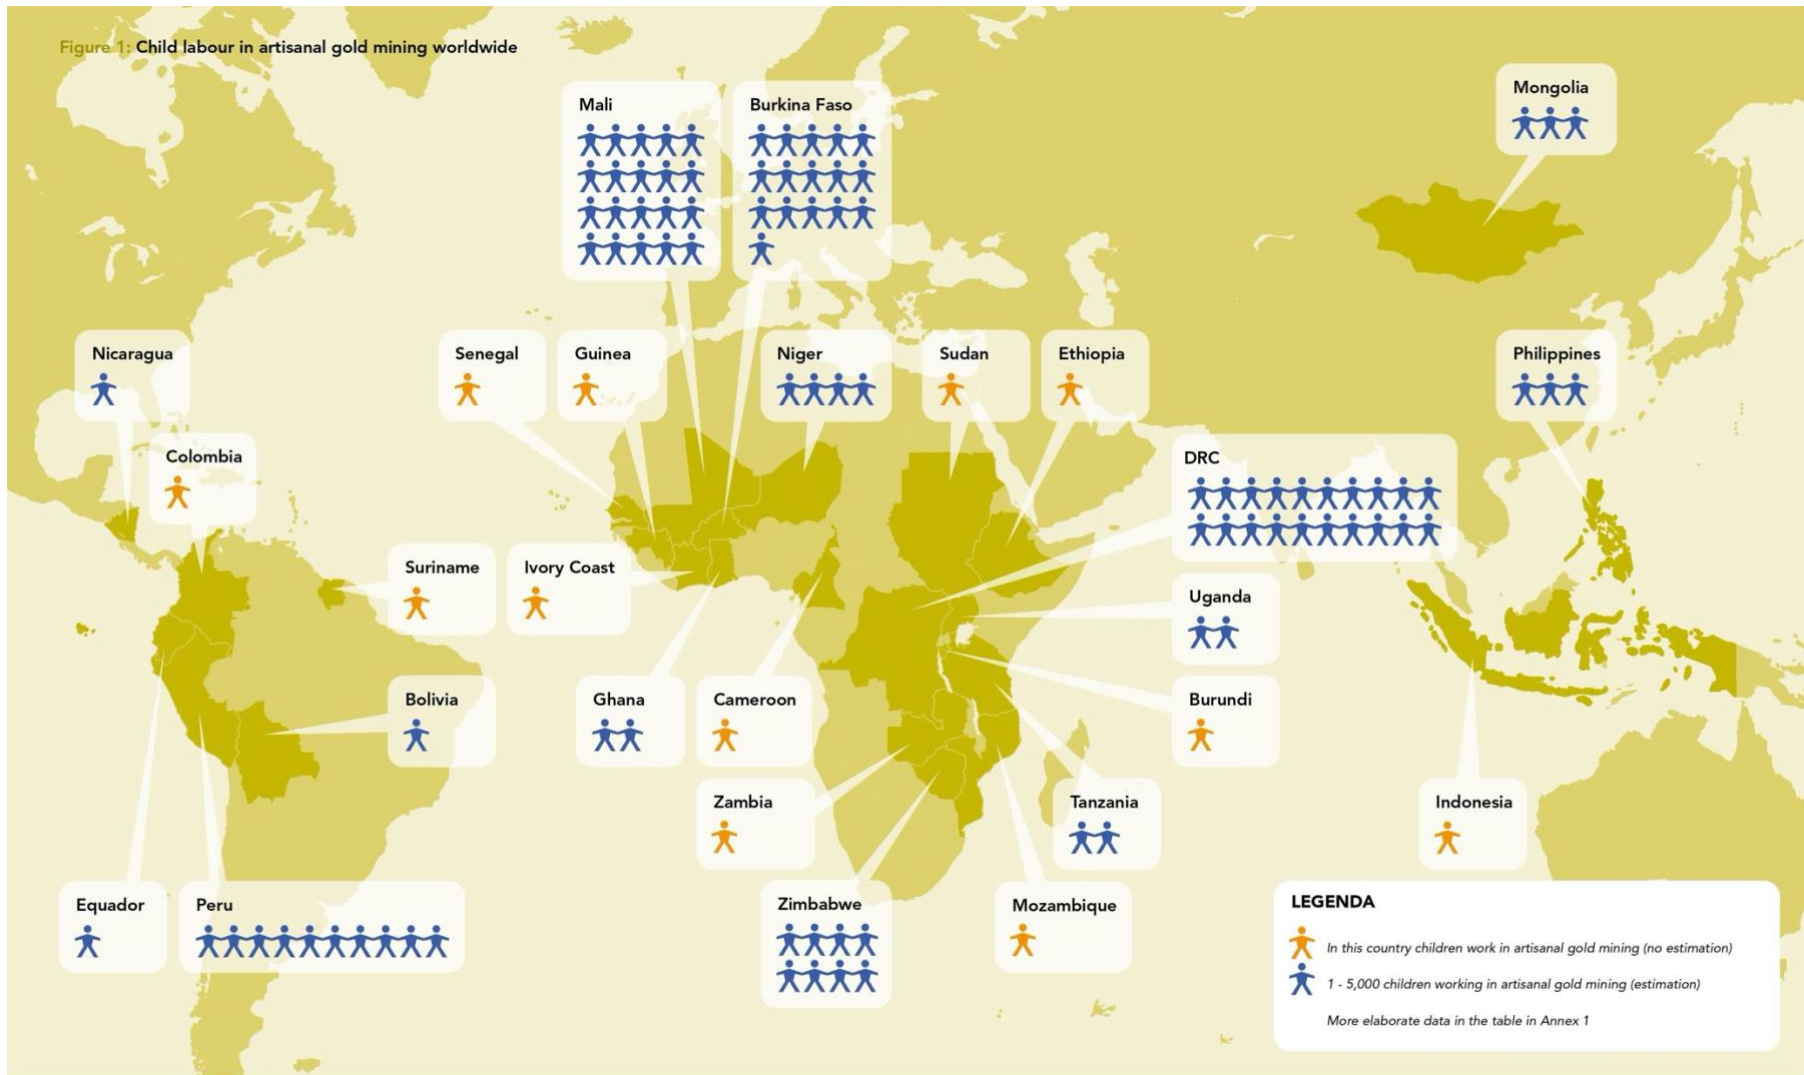 Figure 1: Child labour in artisanal gold mining worldwide
Mali
Burkina Faso
Mongolia
Nicaragua
Senegal
Guinea
Niger
Sudan
Ethiopia
Philippines
Colombia
DRC
Suriname
Ivory Coast
Uganda
Bolivia
Ghana
Cameroon
Burundi
Zambia
Tanzania
Indonesia
Equador
Peru
Zimbabwe
Mozambique
LEGENDA
In this country children work in artisanal gold mining (no estimation)
1 - 5,000 children working in artisanal gold mining (estimation)
More elaborate data in the table in Annex 1